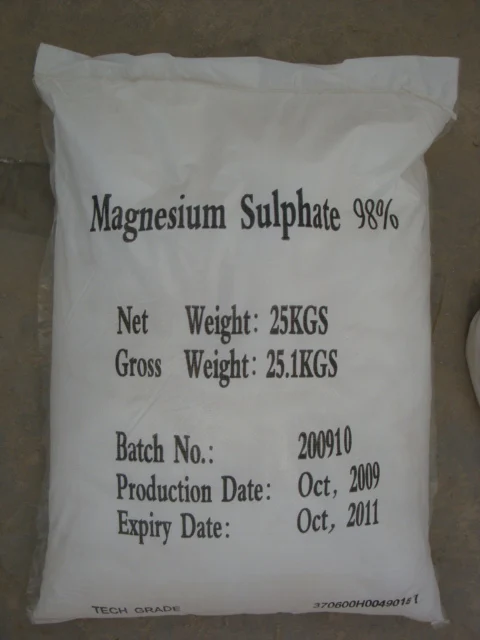 Magnesium Sulphate 98%
Net Weight: 25KGS
Gross Weight: 25.1KGS
Batch No.: 200910
Production Date: Oct, 2009
Expiry Date: Oct, 2011
TECH GRADE